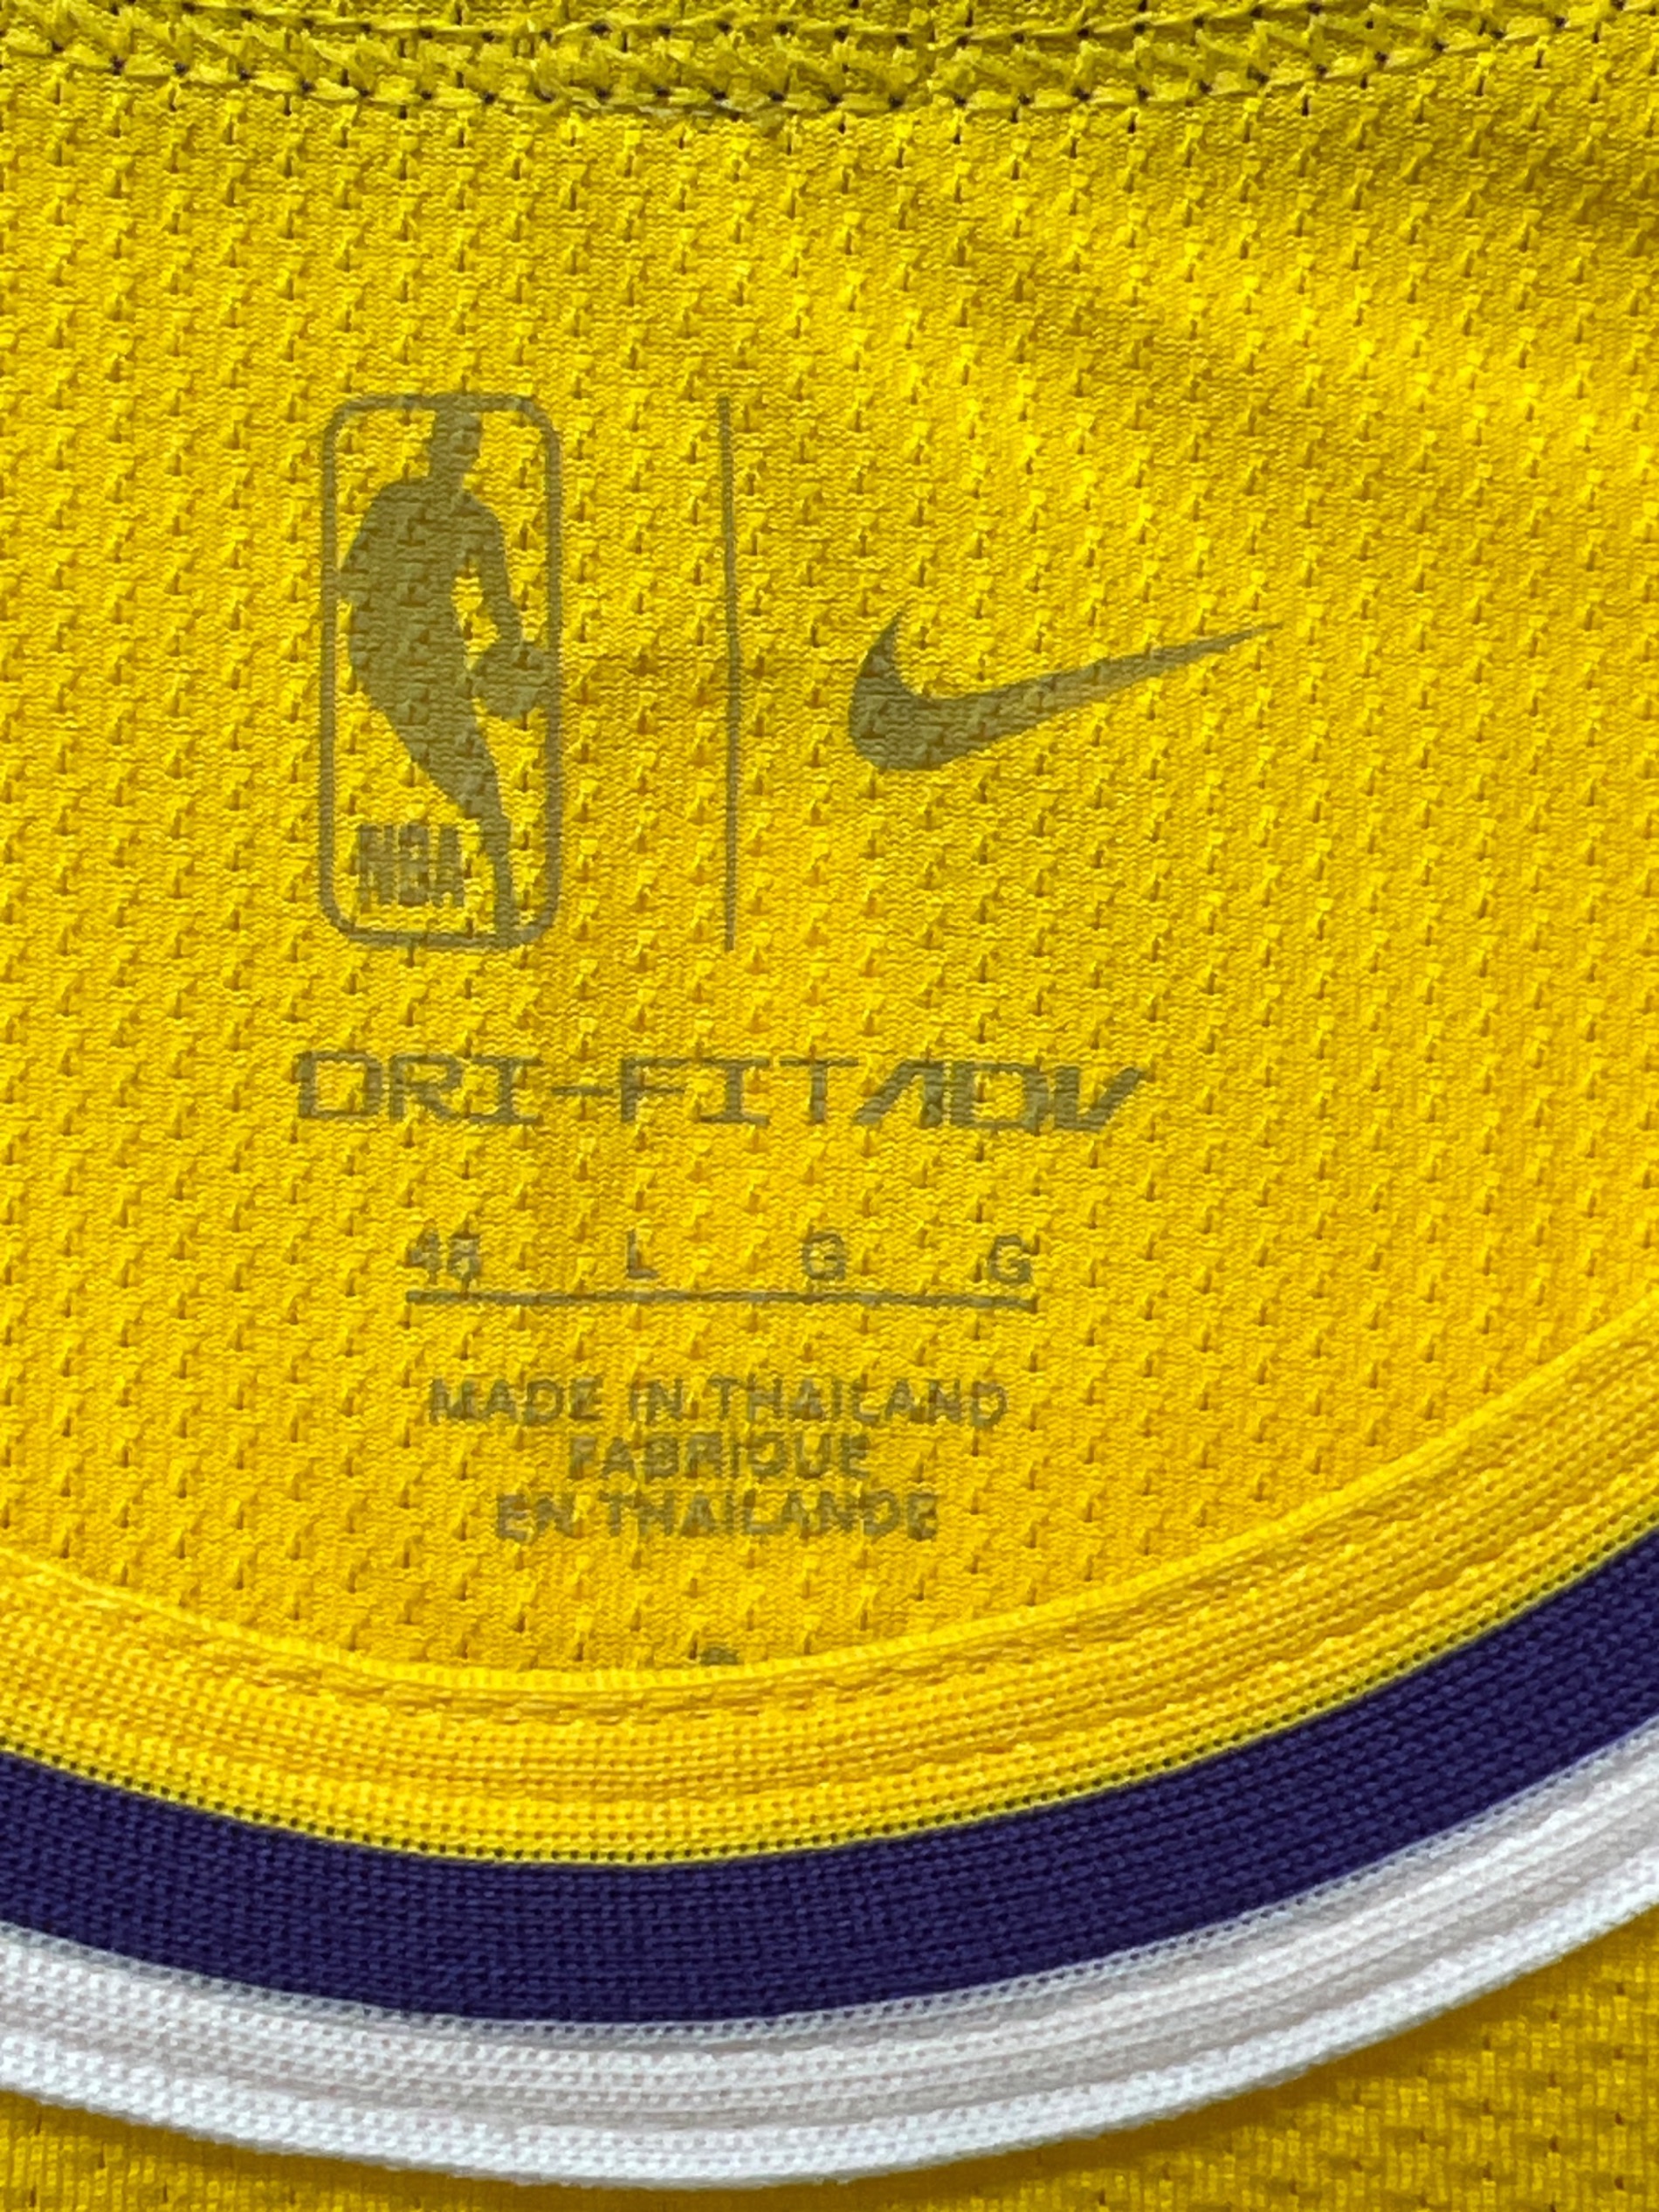 NBA
DRI-FIT ADV
48 L G G
MADE IN THAILAND
FABRIQUE
EN THAILANDE